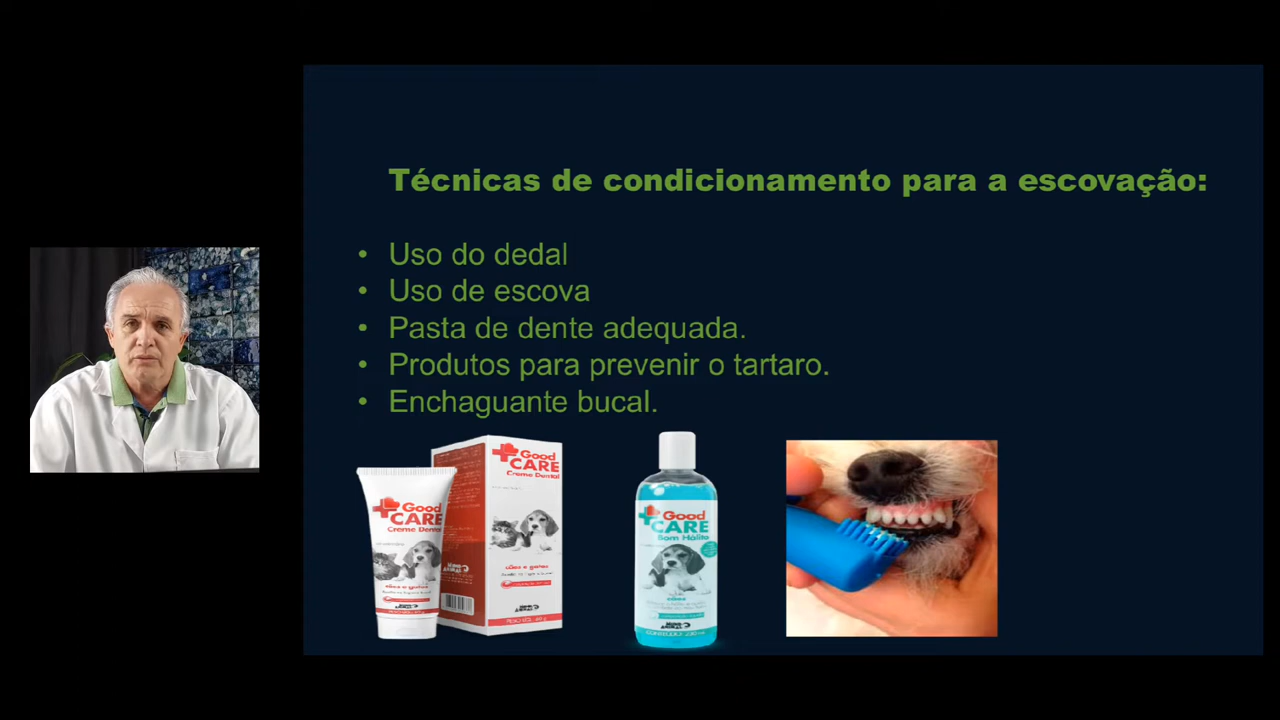 Técnicas de condicionamento para a escovação:
• Uso do dedal
• Uso de escova
• Pasta de dente adequada.
• Produtos para prevenir o tartaro.
• Enchaguante bucal.
Good
CARE
Creme Dental
cães e gatos
Good
CARE
Creme Dental
cães e gatos
Good
CARE
Bom Hálito
cães